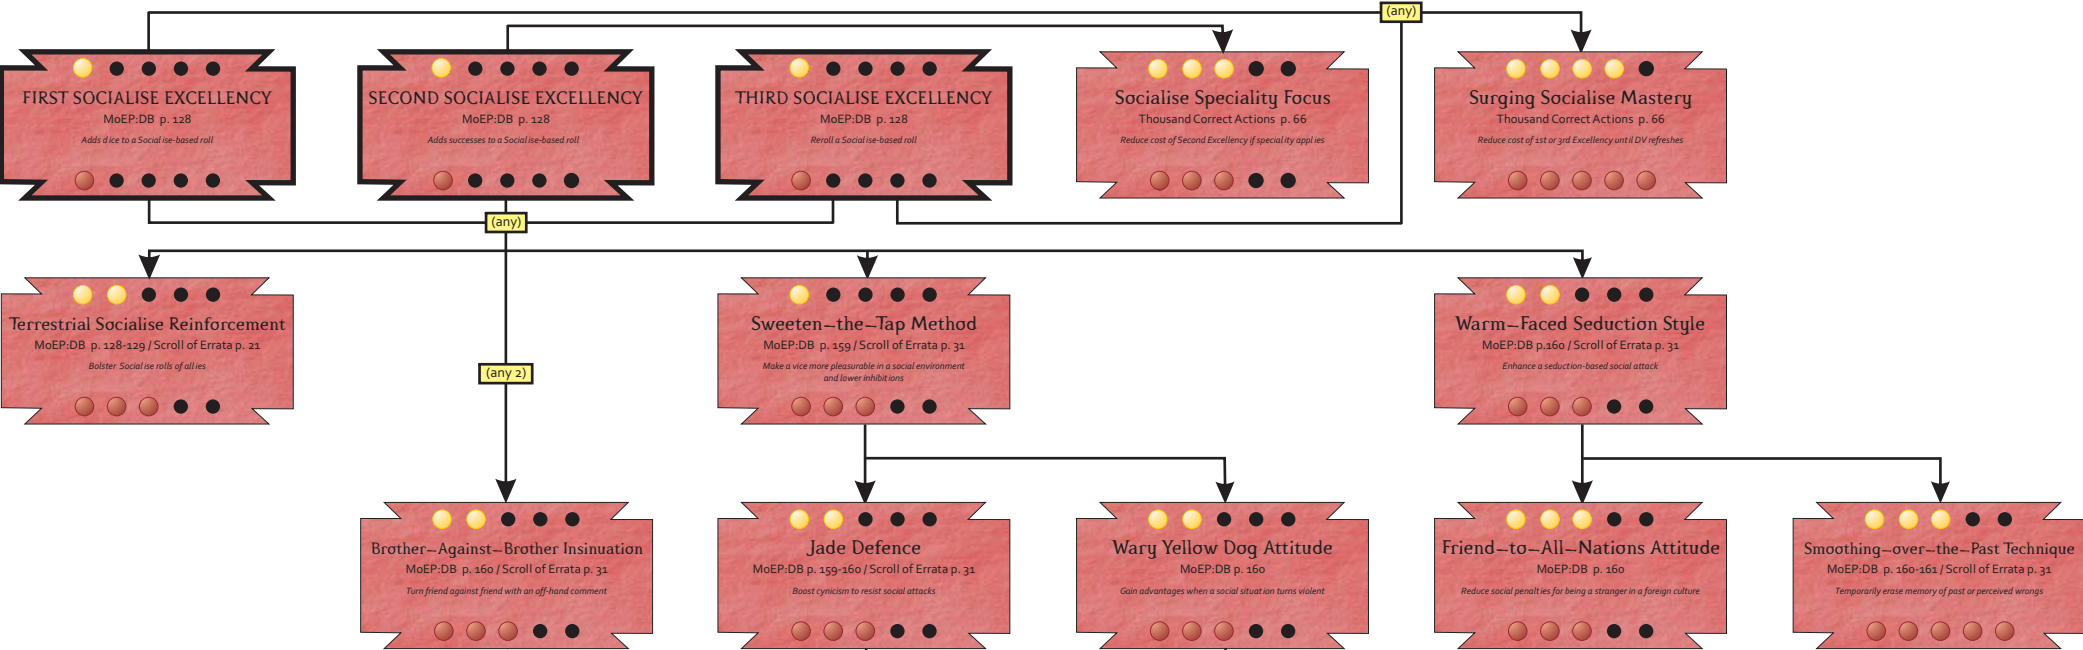 (any)
FIRST SOCIALISE EXCELLENCY
MoEP:DB p. 128
Adds dice to a Socialise-based roll
SECOND SOCIALISE EXCELLENCY
MoEP:DB p. 128
Adds successes to a Socialise-based roll
THIRD SOCIALISE EXCELLENCY
MoEP:DB p. 128
Reroll a Socialise-based roll
Socialise Speciality Focus
Thousand Correct Actions p. 66
Reduce cost of Second Excellency if speciality applies
Surging Socialise Mastery
Thousand Correct Actions p. 66
Reduce cost of 1st or 3rd Excellency until DV refreshes
(any)
Terrestrial Socialise Reinforcement
MoEP:DB p. 128-129 / Scroll of Errata p. 21
Bolster Socialise rolls of allies
(any 2)
Sweeten-the-Tap Method
MoEP:DB p. 159 / Scroll of Errata p. 31
Make a vice more pleasurable in a social environment
and lower inhibitions
Warm-Faced Seduction Style
MoEP:DB p.160 / Scroll of Errata p. 31
Enhance a seduction-based social attack
Brother-Against-Brother Insinuation
MoEP:DB p. 160 / Scroll of Errata p. 31
Turn friend against friend with an off-hand comment
Jade Defence
MoEP:DB p. 159-160 / Scroll of Errata p. 31
Boost cynicism to resist social attacks
Wary Yellow Dog Attitude
MoEP:DB p. 160
Gain advantages when a social situation turns violent
Friend-to-All-Nations Attitude
MoEP:DB p. 160
Reduce social penalties for being a stranger in a foreign culture
Smoothing-over-the-Past Technique
MoEP:DB p. 160-161 / Scroll of Errata p. 31
Temporarily erase memory of past or perceived wrongs